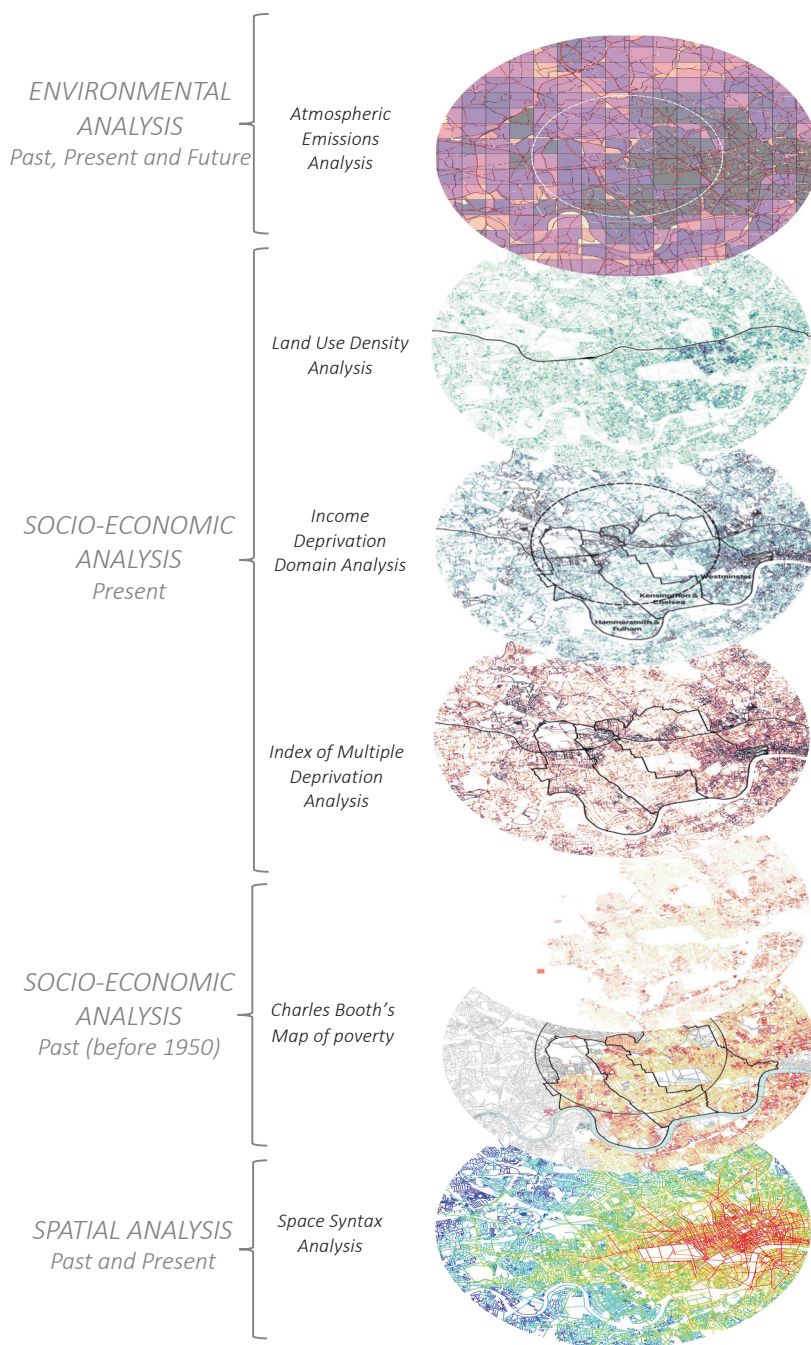 ENVIRONMENTAL
ANALYSIS
Past, Present and Future
Atmospheric
Emissions
Analysis
Land Use Density
Analysis
SOCIO-ECONOMIC
ANALYSIS
Present
Income
Deprivation
Domain Analysis
Westminster
Kensingthon &
Chelsea
Hammersmith &
Fulham
Index of Multiple
Deprivation
Analysis
SOCIO-ECONOMIC
ANALYSIS
Past (before 1950)
Charles Booth's
Map of poverty
SPATIAL ANALYSIS
Past and Present
Space Syntax
Analysis